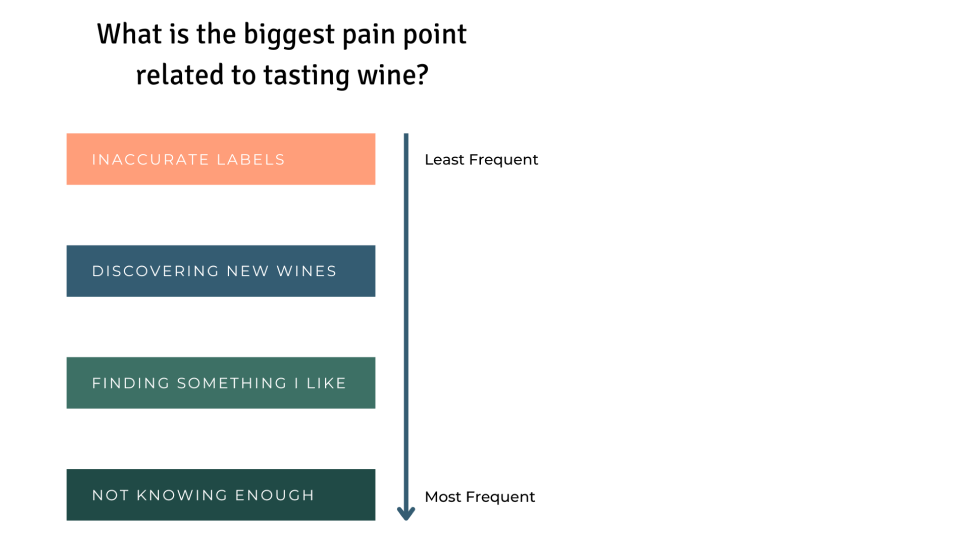 What is the biggest pain point
related to tasting wine?
INACCURATE LABELS
Least Frequent
DISCOVERING NEW WINES
FINDING SOMETHING I LIKE
NOT KNOWING ENOUGH
Most Frequent